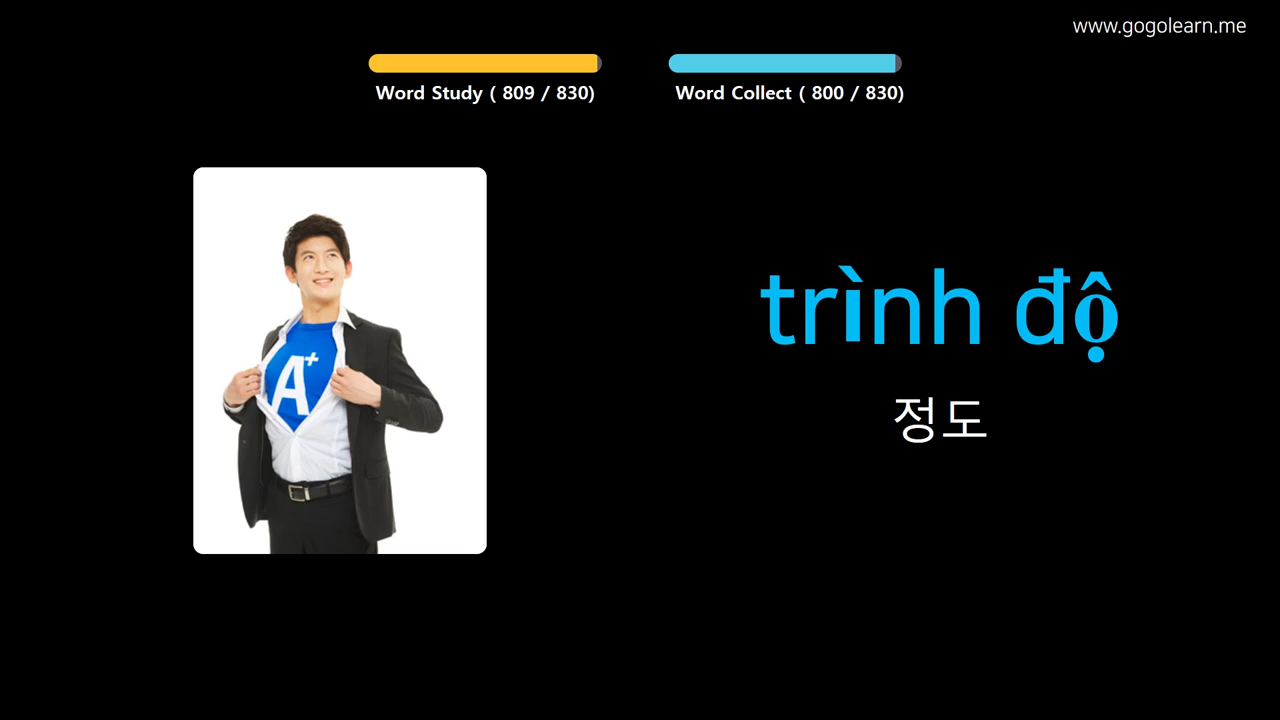 www.gogolearn.me
Word Study ( 809 / 830)
Word Collect ( 800 / 830)
A+
trình độ
정도